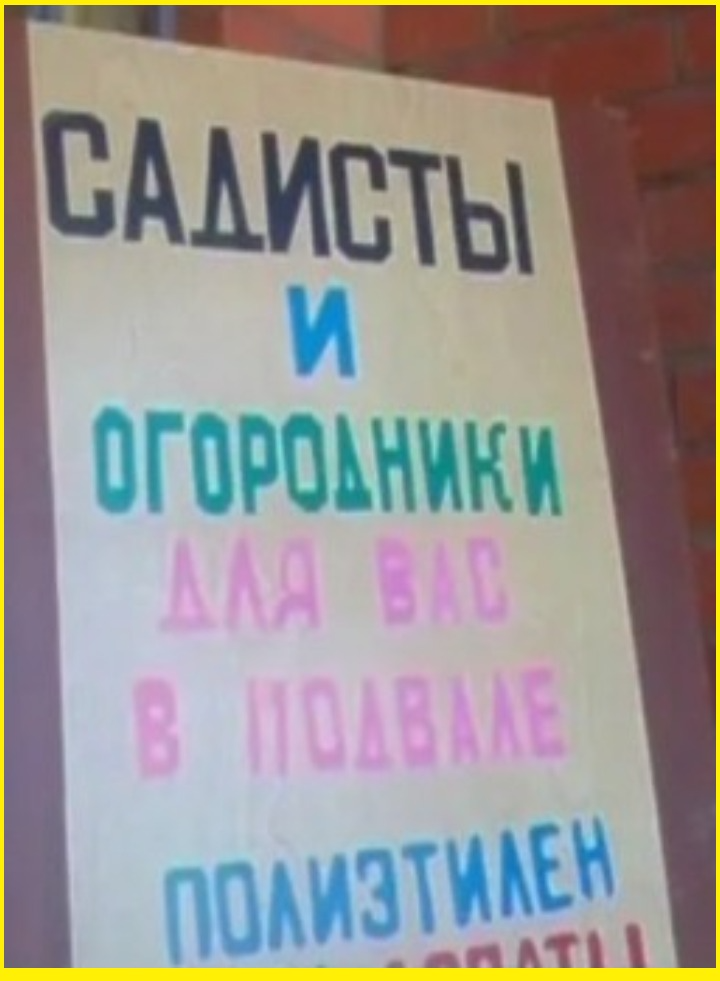 САДИСТЫ
И
ОГОРОДНИКИ
ДЛЯ ВАС
В ПОДВАЛЕ
ПОЛИЭТИЛЕН